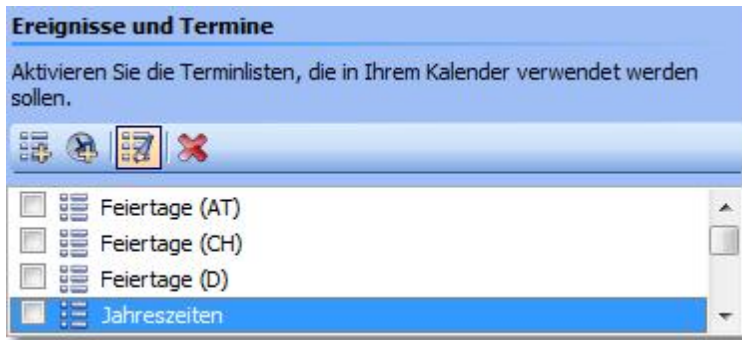 Ereignisse und Termine
Aktivieren Sie die Terminlisten, die in Ihrem Kalender verwendet werden
sollen.
Feiertage (AT)
Feiertage (CH)
Feiertage (D)
Jahreszeiten